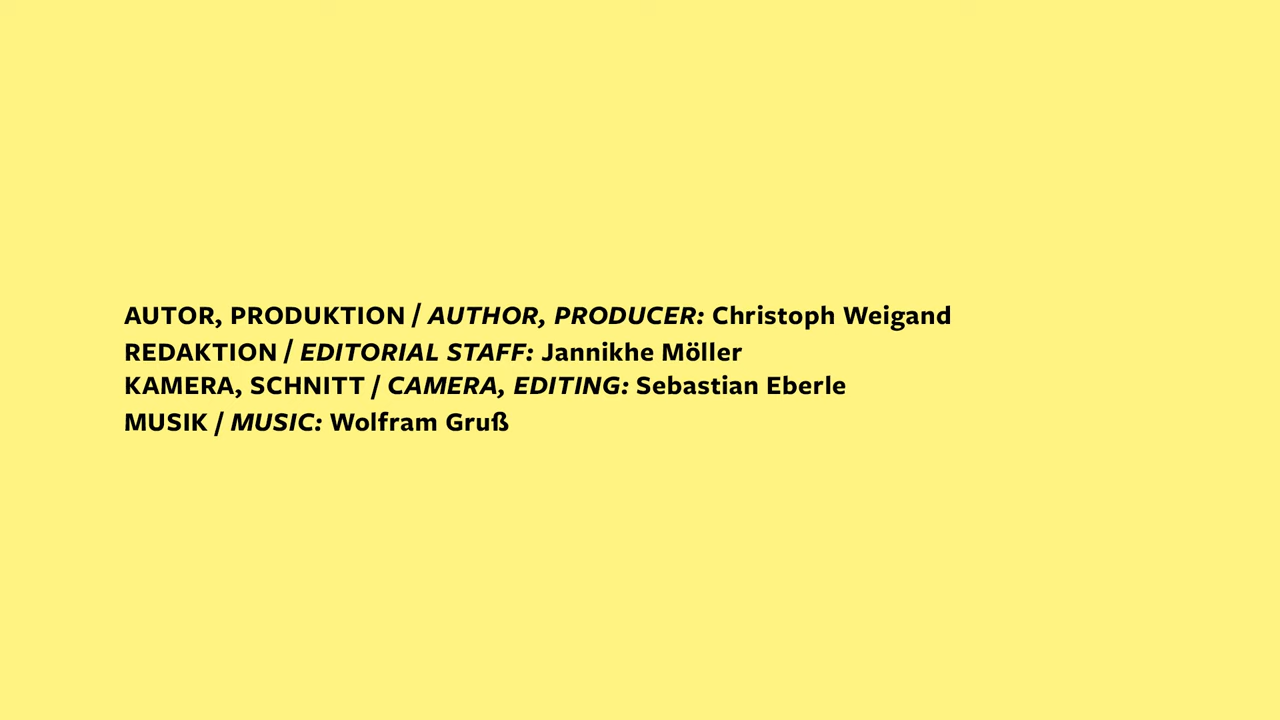 AUTOR, PRODUKTION / AUTHOR, PRODUCER: Christoph Weigand
REDAKTION / EDITORIAL STAFF: Jannikhe Möller
KAMERA, SCHNITT / CAMERA, EDITING: Sebastian Eberle
MUSIK / MUSIC: Wolfram Gruß